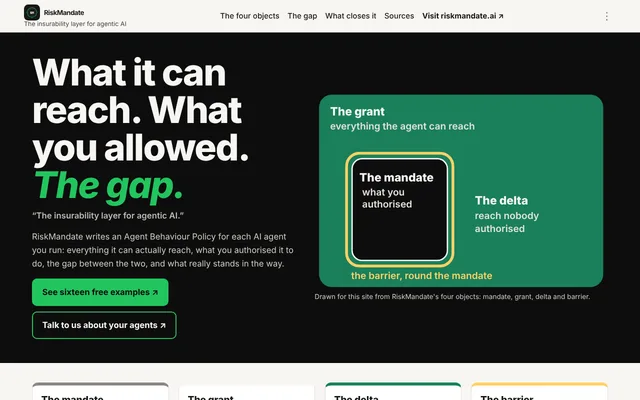 RiskMandate
The insurability layer for agentic AI
The four objects
The gap
What closes it
Sources
Visit riskmandate.ai ↗
What it can
reach. What
you allowed.
The gap.
“The insurability layer for agentic AI.”
RiskMandate writes an Agent Behaviour Policy for each AI agent
you run: everything it can actually reach, what you authorised it to
do, the gap between the two, and what really stands in the way.
See sixteen free examples ↗
Talk to us about your agents ↗
The grant
everything the agent can reach
The mandate
what you
authorised
The delta
reach nobody
authorised
the barrier, round the mandate
Drawn for this site from RiskMandate's four objects: mandate, grant, delta and barrier.
The mandate
The grant
The delta
The barrier